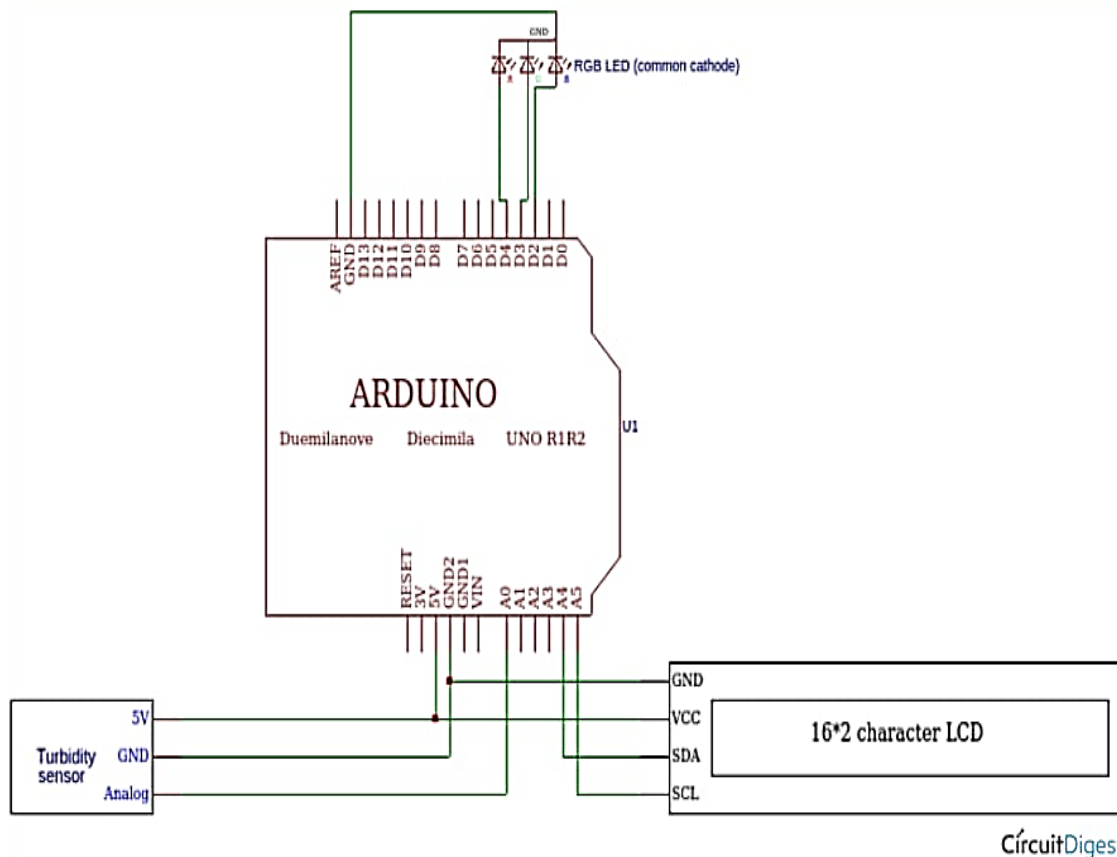 GND
RGB LED (common cathode)
R
AREF
GND
D13
D12
D11
D10
D9
D8
D7
D6
D5
D4
D3
D2
D1
D0
ARDUINO
Duemilanove Diecimila UNO R1R2
U1
RESET
3V
5V
GND2
GND1
VIN
A0
A1
A2
A3
A4
A5
5V
GND
Analog
Turbidity
sensor
GND
VCC
SDA
SCL
16*2 character LCD
CircuitDiges